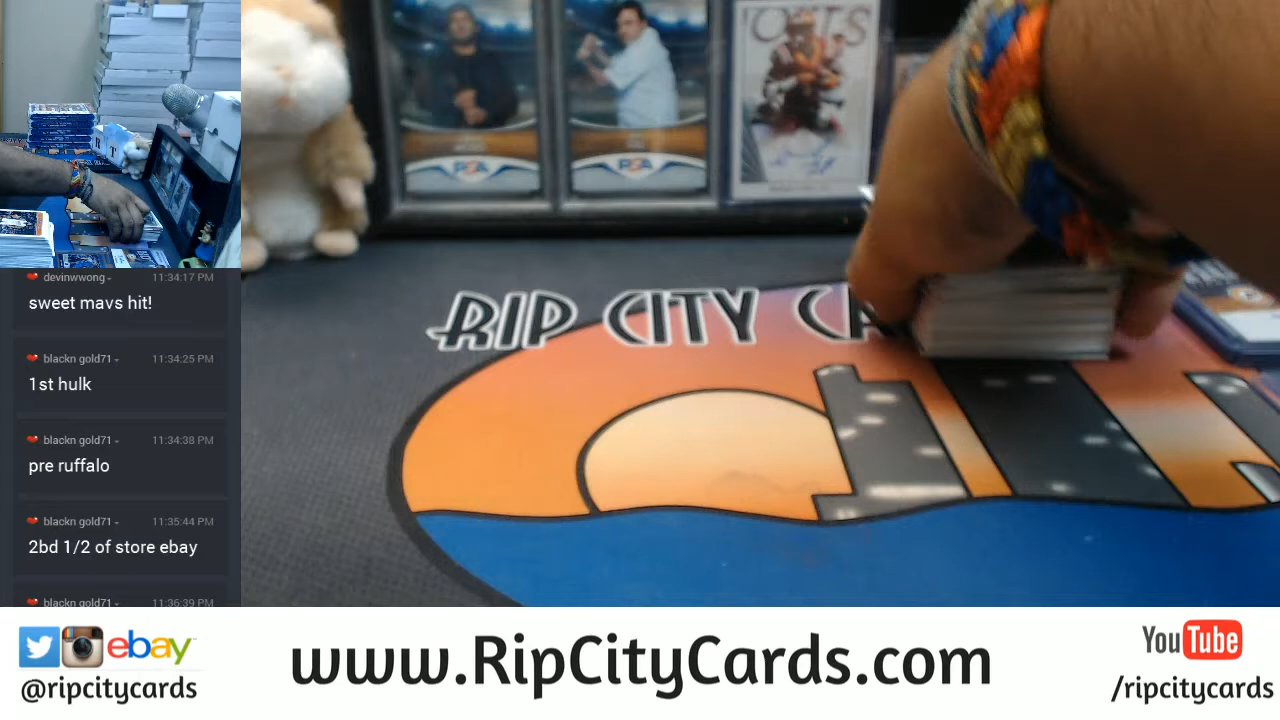 devinwwong
11:34:17 PM
sweet mavs hit!
blackn gold71
11:34:25 PM
1st hulk
blackn gold71
11:34:38 PM
pre ruffalo
blackn gold71
11:35:44 PM
2bd 1/2 of store ebay
blackn gold71
11:36:39 PM
RIP CITY CA
ebay
@ripcitycards
www.RipCityCards.com
YouTube
/ripcitycards